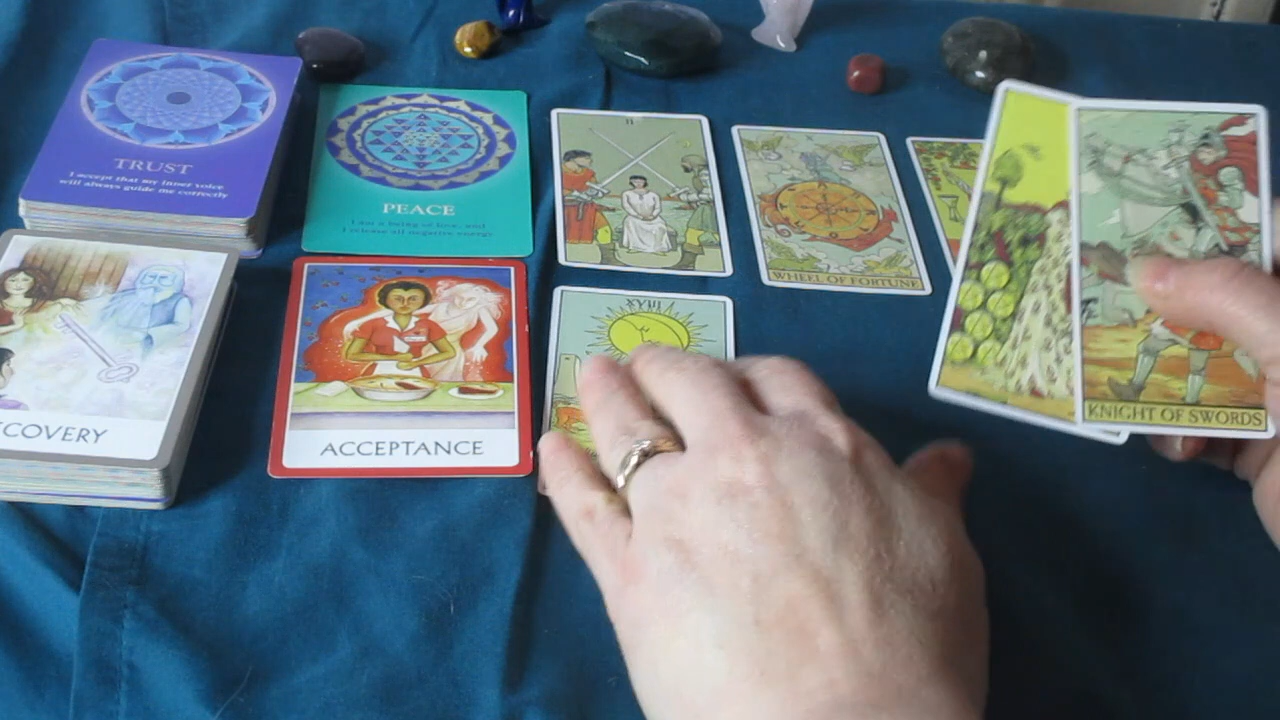 TRUST
I accept that my inner voice
will always guide me correctly
PEACE
I am a being of love, and
I release all negative energy
II
WHEEL OF FORTUNE
COVERY
ACCEPTANCE
XVIII
KNIGHT OF SWORDS